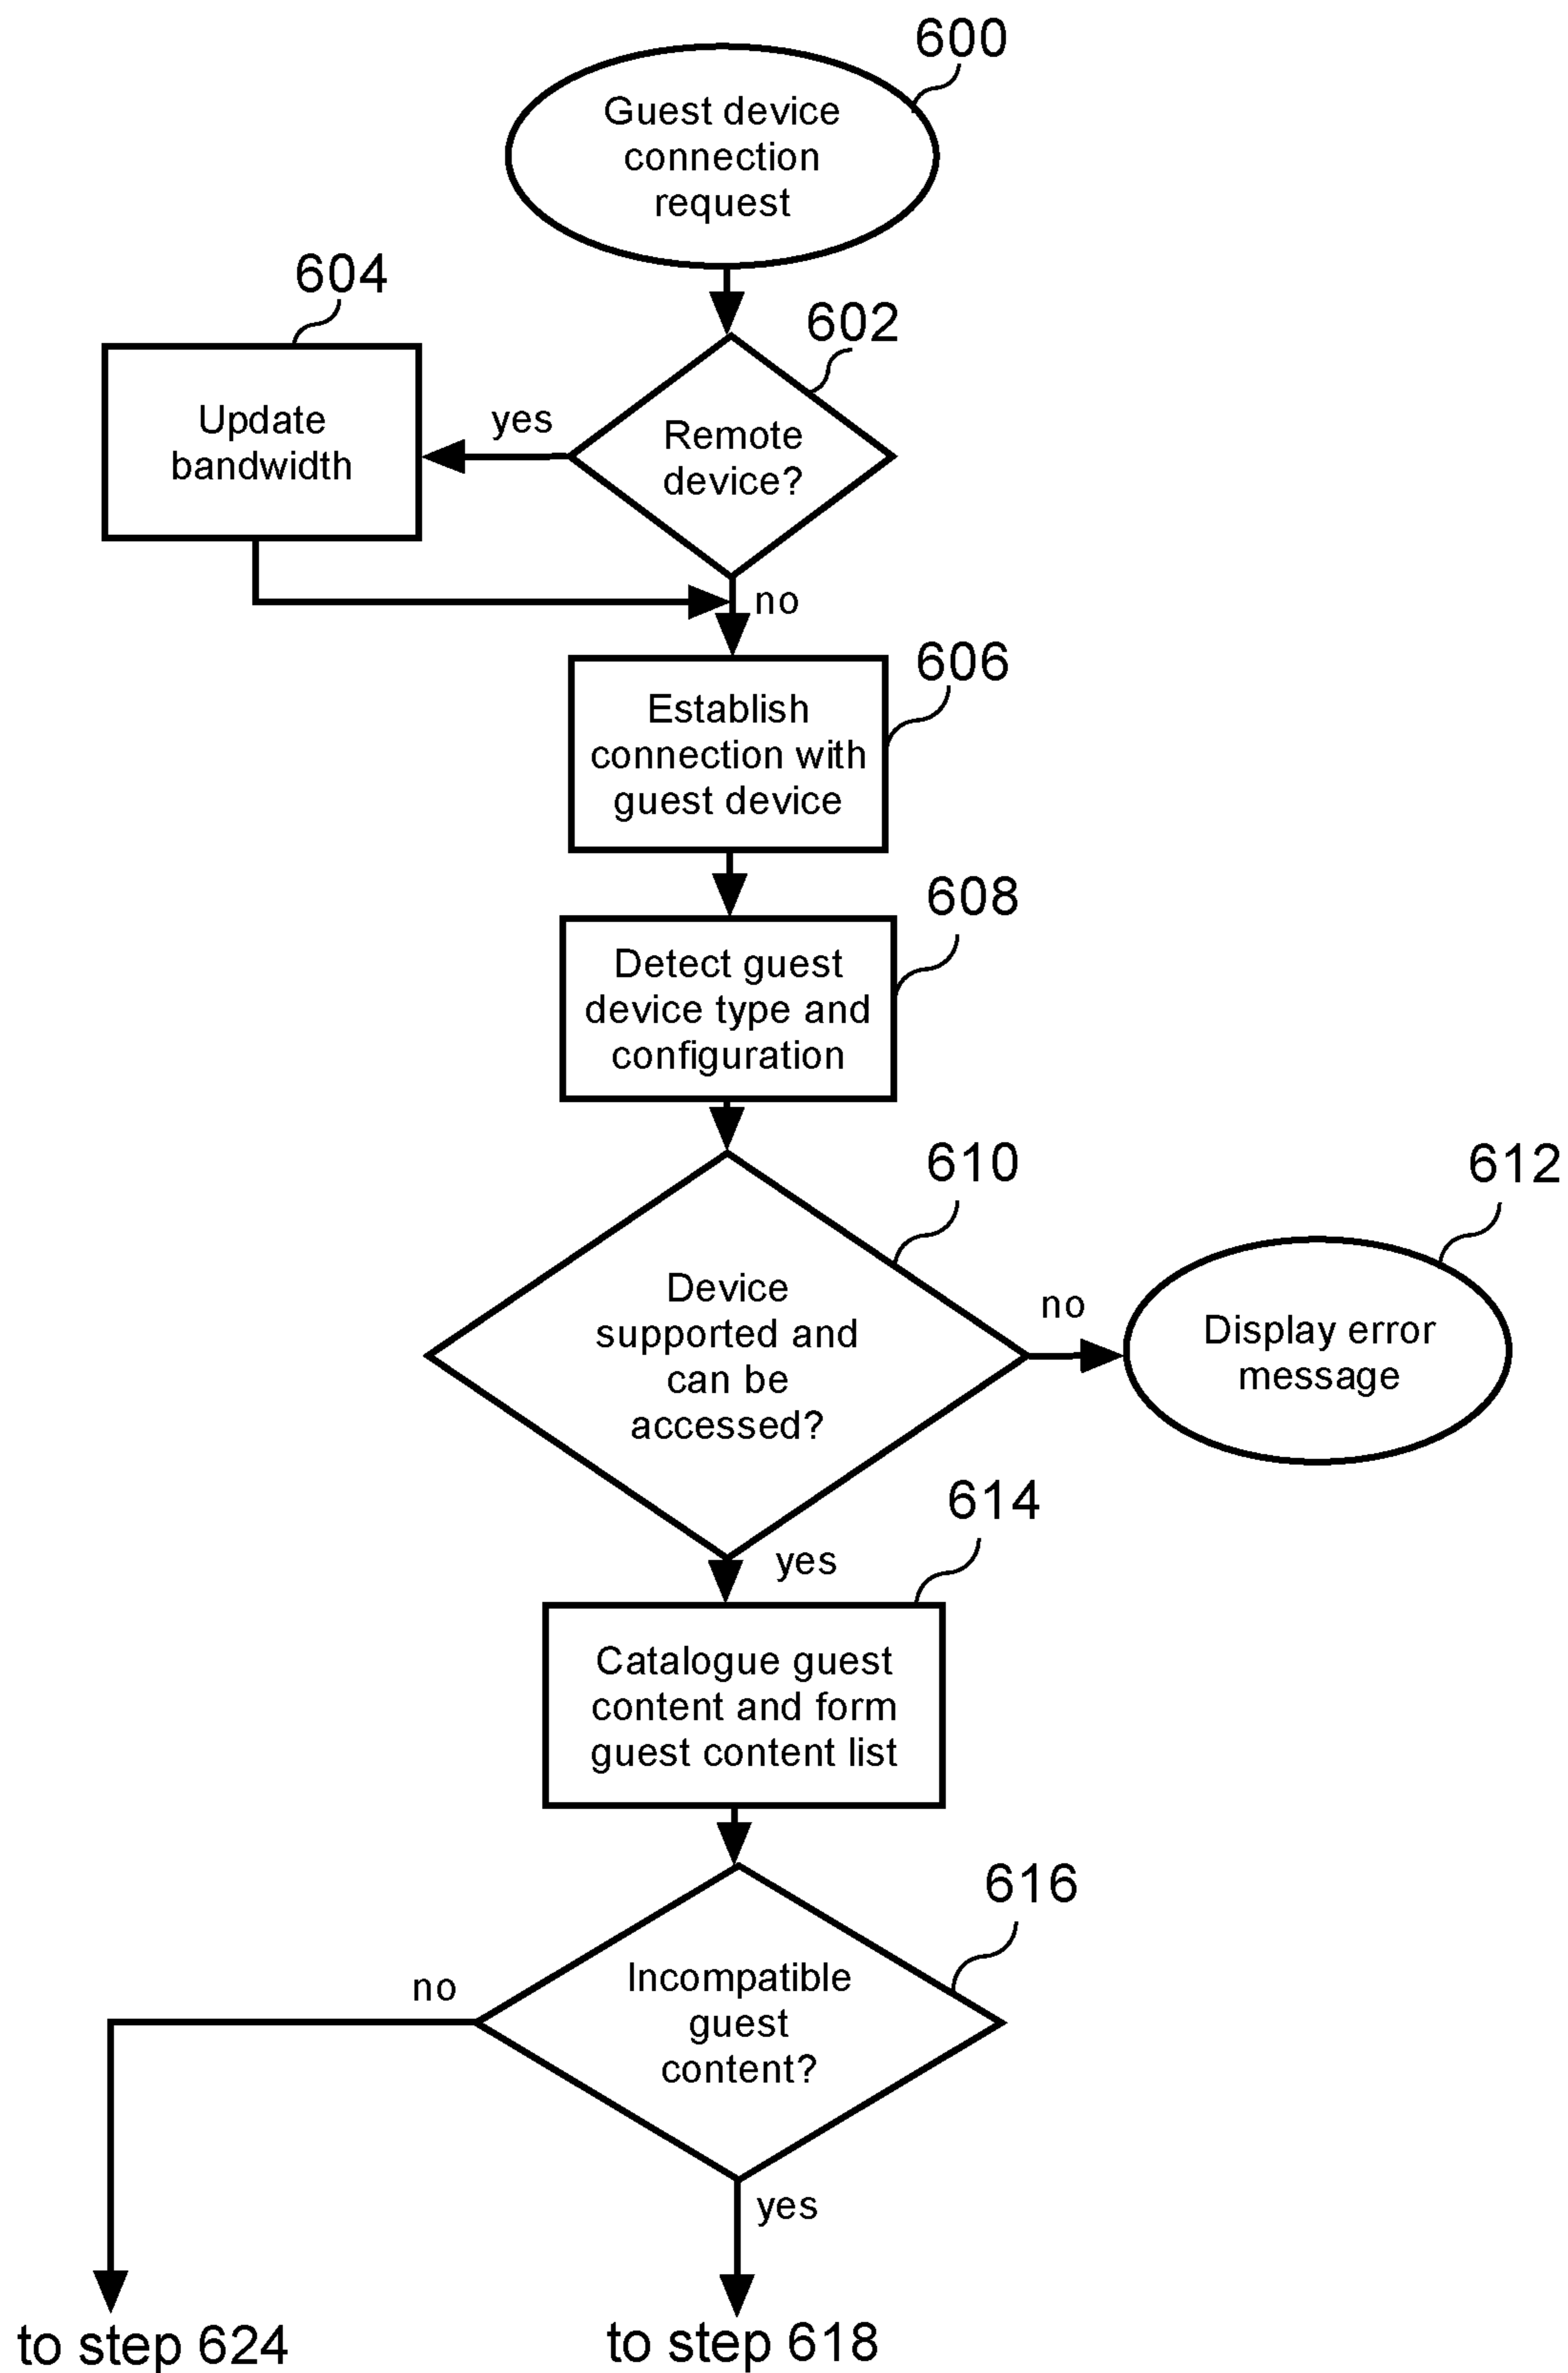 600
Guest device
connection
request
604
602
Update
bandwidth
yes
Remote
device?
no
606
Establish
connection with
guest device
608
Detect guest
device type and
configuration
610
612
Device
supported and
can be
accessed?
no
Display error
message
yes
614
Catalogue guest
content and form
guest content list
616
no
Incompatible
guest
content?
yes
to step 624
to step 618